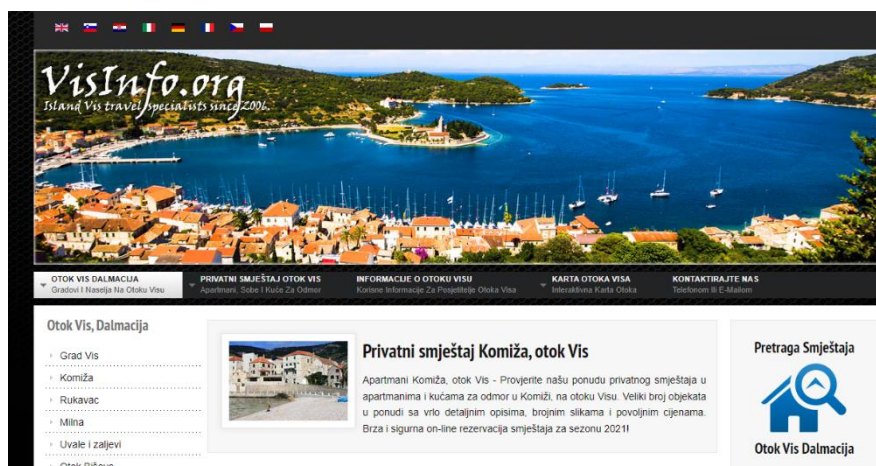 VisInfo.org
Island Vis travel specialists since 2006.
OTOK VIS DALMACIJA
Gradovi I Naselja Na Otoku Visu
PRIVATNI SMJEŠTAJ OTOK VIS
Apartmani, Sobe I Kuće Za Odmor
INFORMACIJE O OTOKU VISU
Korisne Informacije Za Posjetitelje Otoka Visa
KARTA OTOKA VISA
Interaktivna Karta Otoka
KONTAKTIRAJTE NAS
Telefonom Ili E-Mailom
Otok Vis, Dalmacija
Grad Vis
Komiža
Rukavac
Milna
Uvale i zaljevi
Otok Biševo
Privatni smještaj Komiža, otok Vis
Apartmani Komiža, otok Vis - Provjerite našu ponudu privatnog smještaja u
apartmanima i kućama za odmor u Komiži, na otoku Visu. Veliki broj objekata
u ponudi sa vrlo detaljnim opisima, brojnim slikama i povoljnim cijenama.
Brza i sigurna on-line rezervacija smještaja za sezonu 2021!
Pretraga Smještaja
Otok Vis Dalmacija